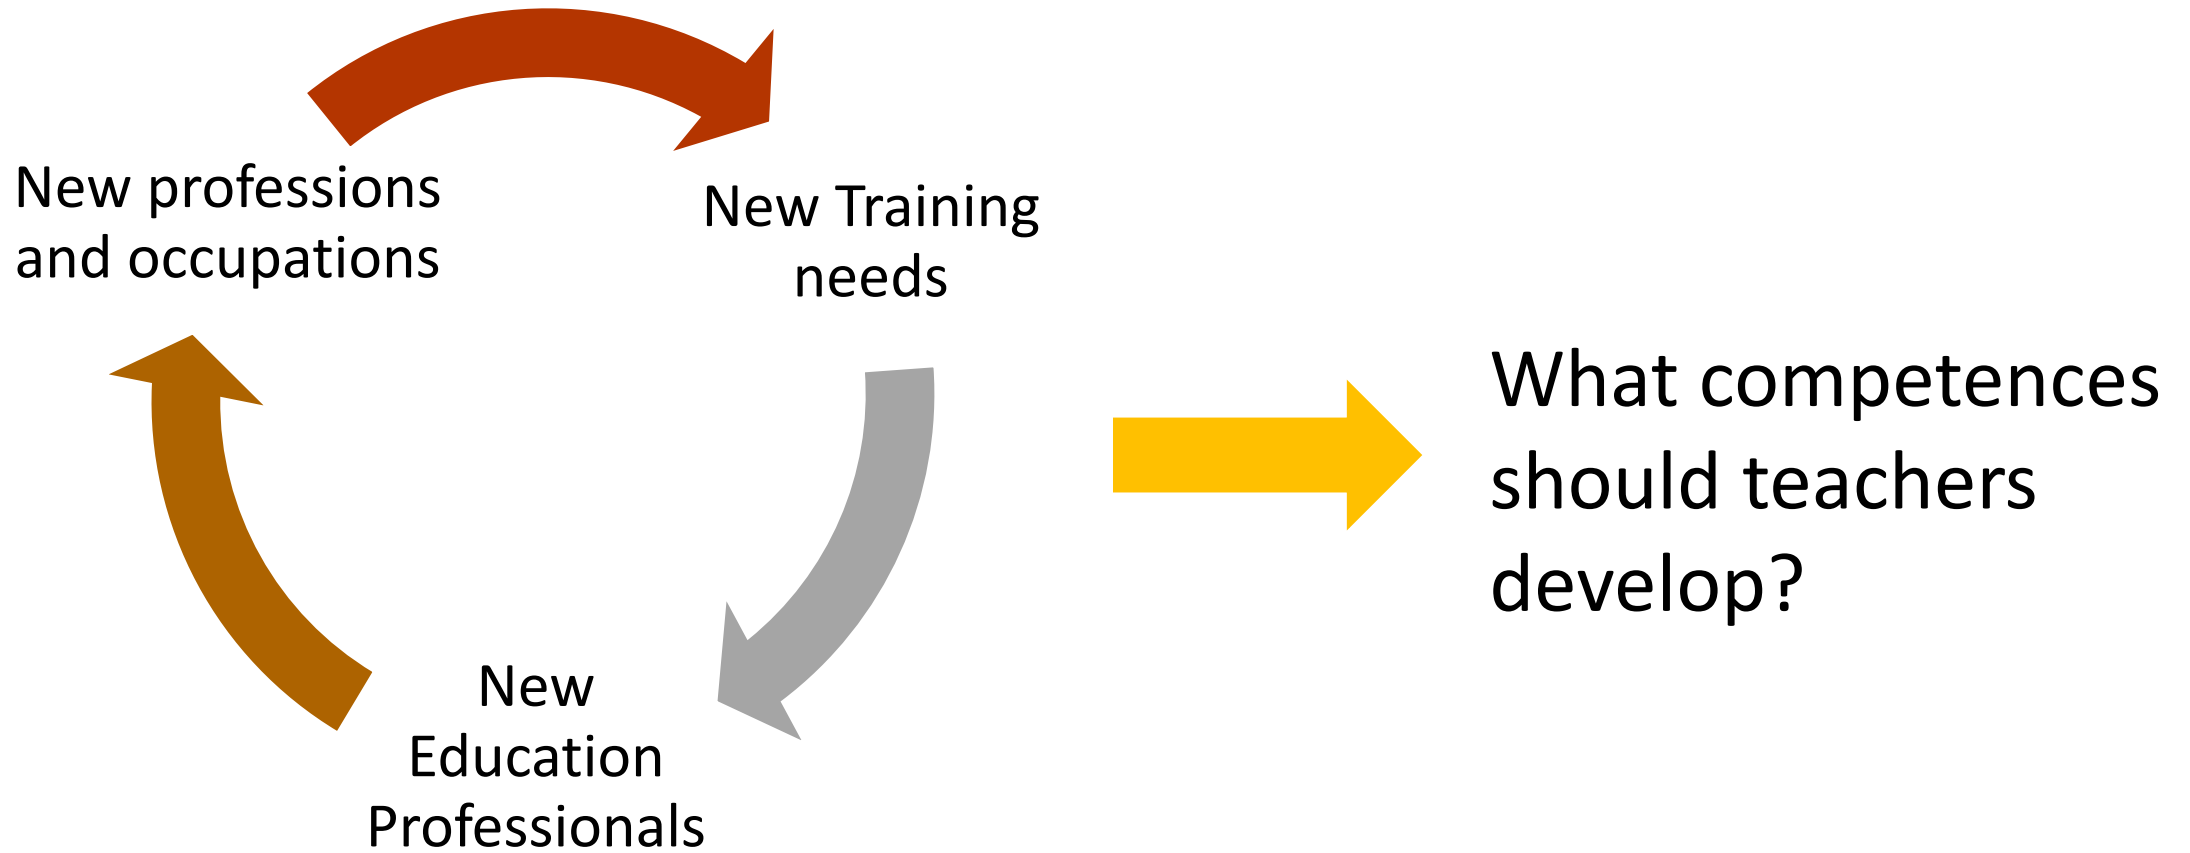 New professions
and occupations
New Training
needs
New
Education
Professionals
What competences
should teachers
develop?